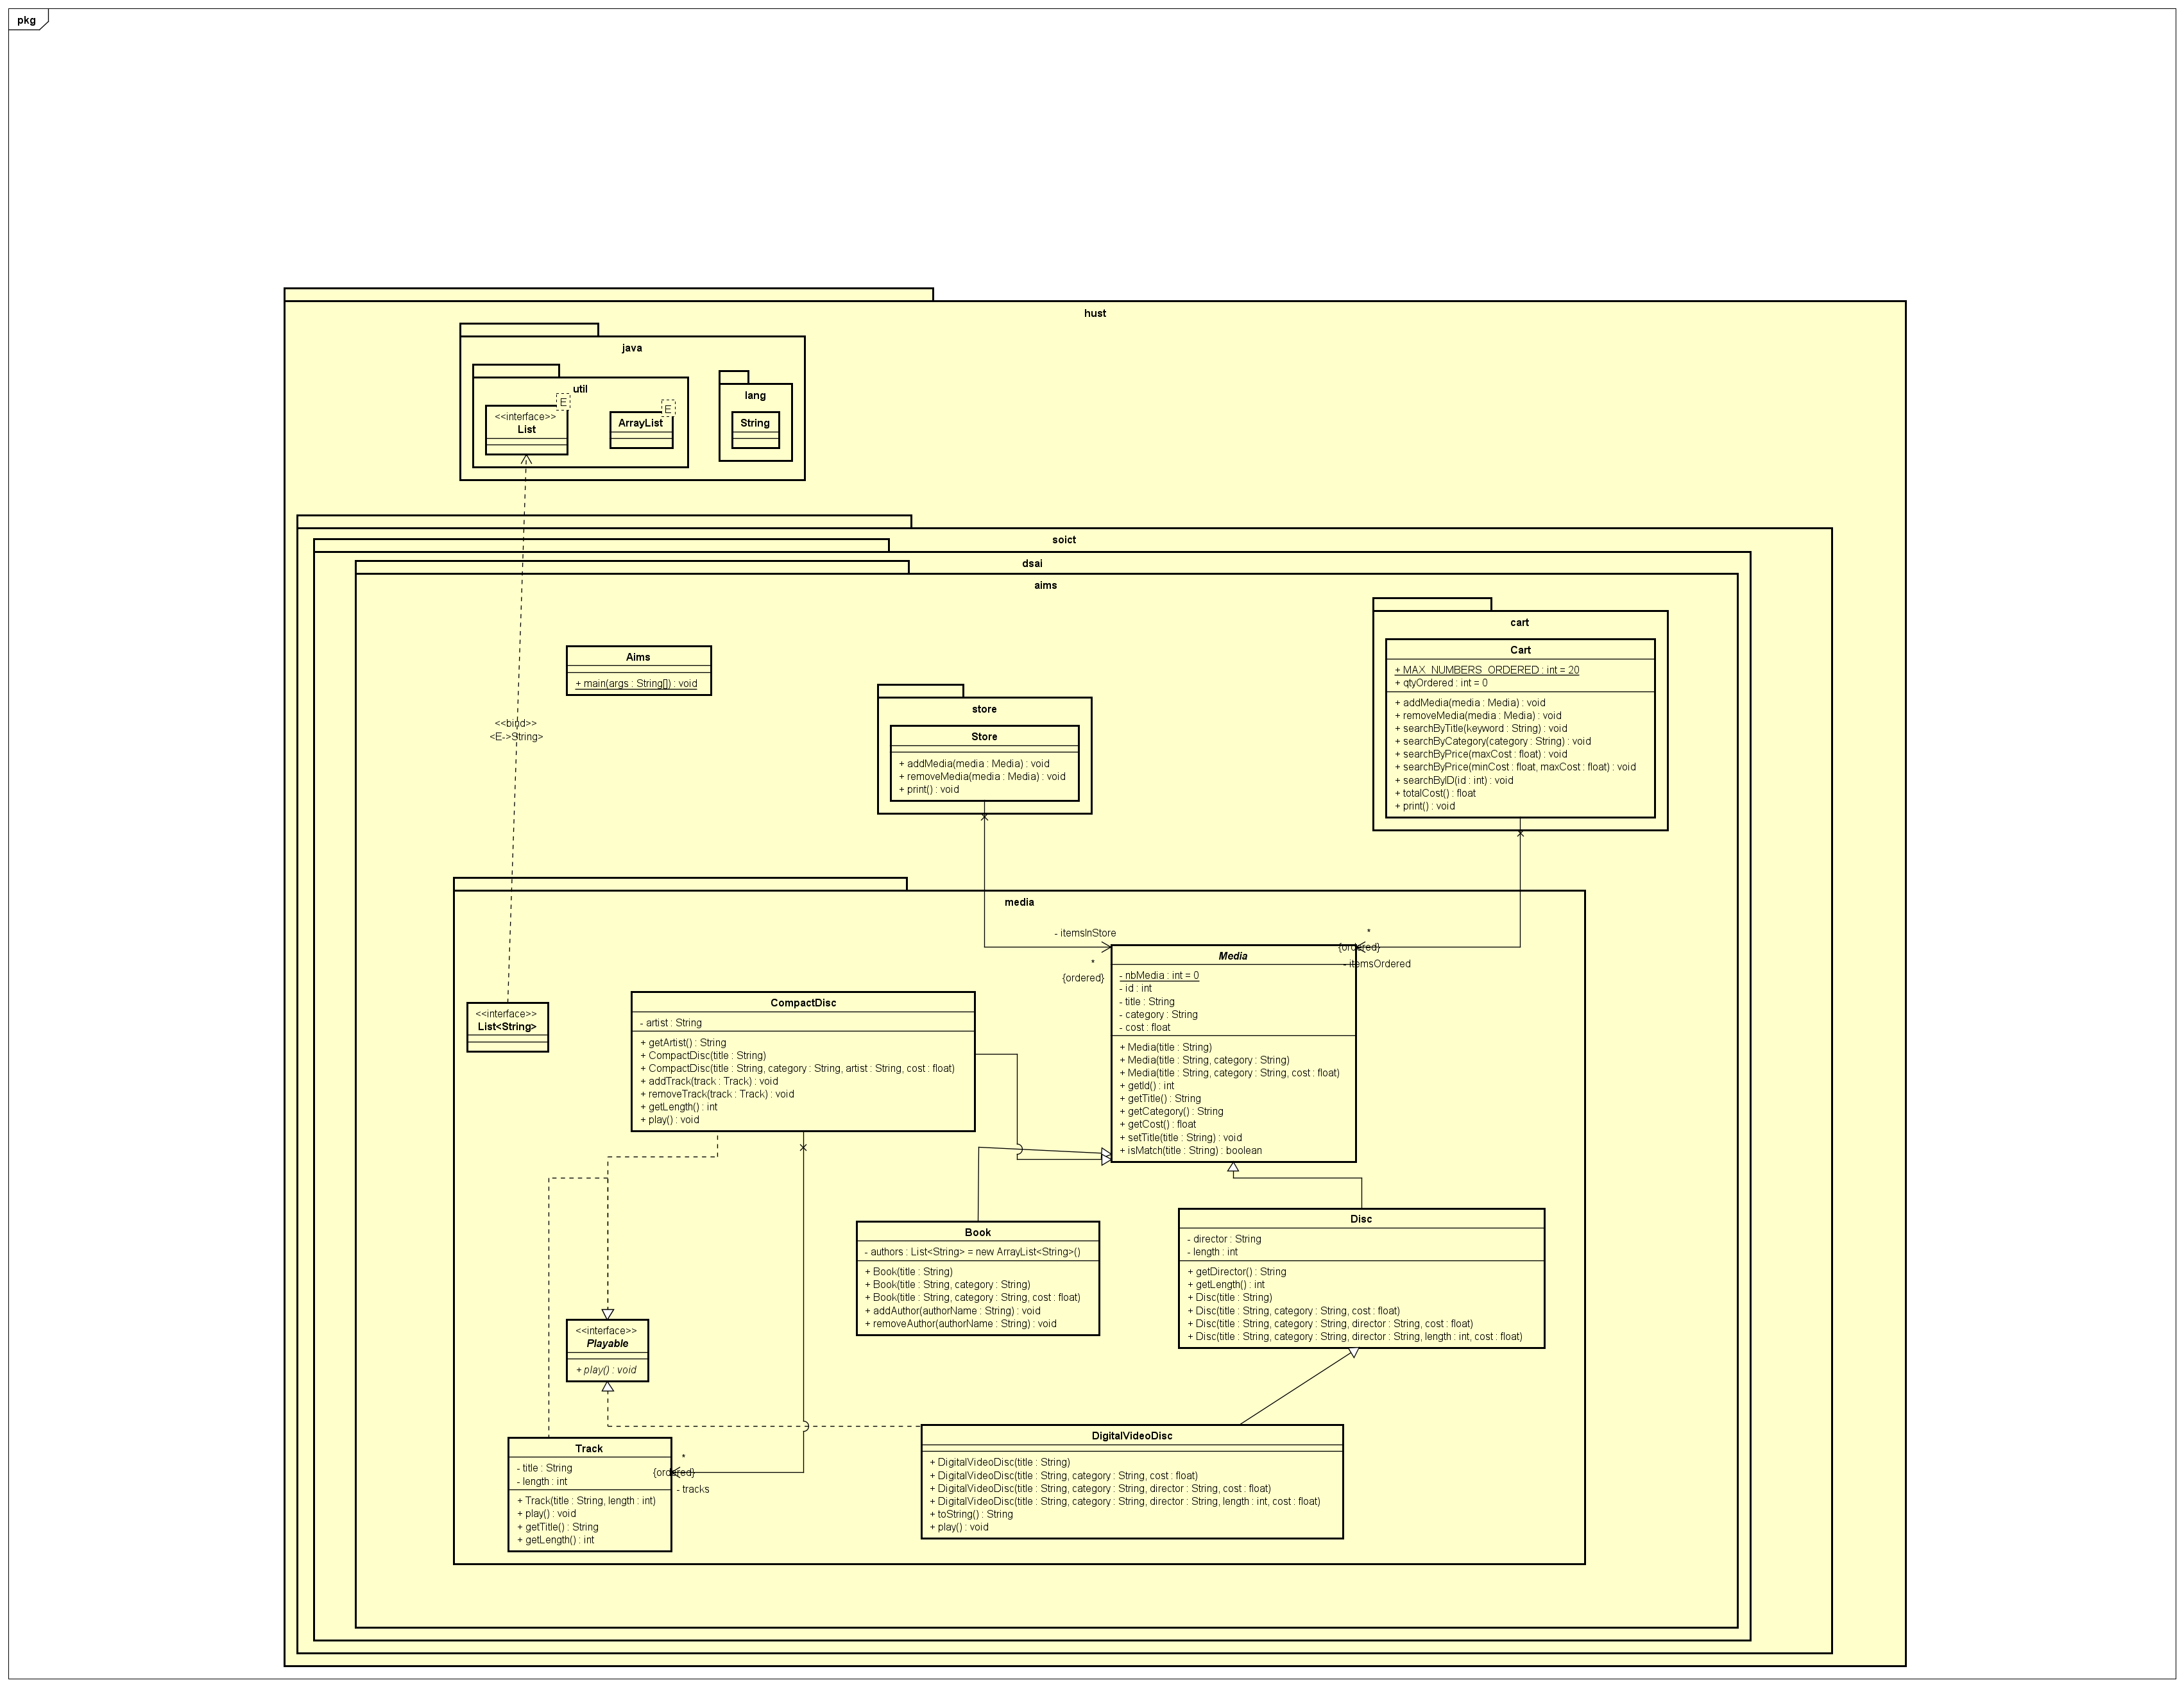 pkg
hust
java
util
E
<<interface>>
List
E
ArrayList
lang
String
soict
dsai
aims
Aims
+ main(args : String[]) : void
<<bind>>
<E->String>
store
Store
+ addMedia(media : Media) : void
+ removeMedia(media : Media) : void
+ print() : void
cart
Cart
+ MAX_NUMBERS_ORDERED : int = 20
+ qtyOrdered : int = 0
+ addMedia(media : Media) : void
+ removeMedia(media : Media) : void
+ searchByTitle(keyword : String) : void
+ searchByCategory(category : String) : void
+ searchByPrice(maxCost : float) : void
+ searchByPrice(minCost : float, maxCost : float) : void
+ searchByID(id : int) : void
+ totalCost() : float
+ print() : void
media
- itemsInStore
*
{ordered}
*
{ordered}
- itemsOrdered
Media
- nbMedia : int = 0
- id : int
- title : String
- category : String
- cost : float
+ Media(title : String)
+ Media(title : String, category : String)
+ Media(title : String, category : String, cost : float)
+ getId() : int
+ getTitle() : String
+ getCategory() : String
+ getCost() : float
+ setTitle(title : String) : void
+ isMatch(title : String) : boolean
<<interface>>
List<String>
CompactDisc
- artist : String
+ getArtist() : String
+ CompactDisc(title : String)
+ CompactDisc(title : String, category : String, artist : String, cost : float)
+ addTrack(track : Track) : void
+ removeTrack(track : Track) : void
+ getLength() : int
+ play() : void
Book
- authors : List<String> = new ArrayList<String>()
+ Book(title : String)
+ Book(title : String, category : String)
+ Book(title : String, category : String, cost : float)
+ addAuthor(authorName : String) : void
+ removeAuthor(authorName : String) : void
Disc
- director : String
- length : int
+ getDirector() : String
+ getLength() : int
+ Disc(title : String)
+ Disc(title : String, category : String, cost : float)
+ Disc(title : String, category : String, director : String, cost : float)
+ Disc(title : String, category : String, director : String, length : int, cost : float)
<<interface>>
Playable
+ play() : void
Track
- title : String
- length : int
+ Track(title : String, length : int)
+ play() : void
+ getTitle() : String
+ getLength() : int
*
{ordered}
- tracks
DigitalVideoDisc
+ DigitalVideoDisc(title : String)
+ DigitalVideoDisc(title : String, category : String, cost : float)
+ DigitalVideoDisc(title : String, category : String, director : String, cost : float)
+ DigitalVideoDisc(title : String, category : String, director : String, length : int, cost : float)
+ toString() : String
+ play() : void